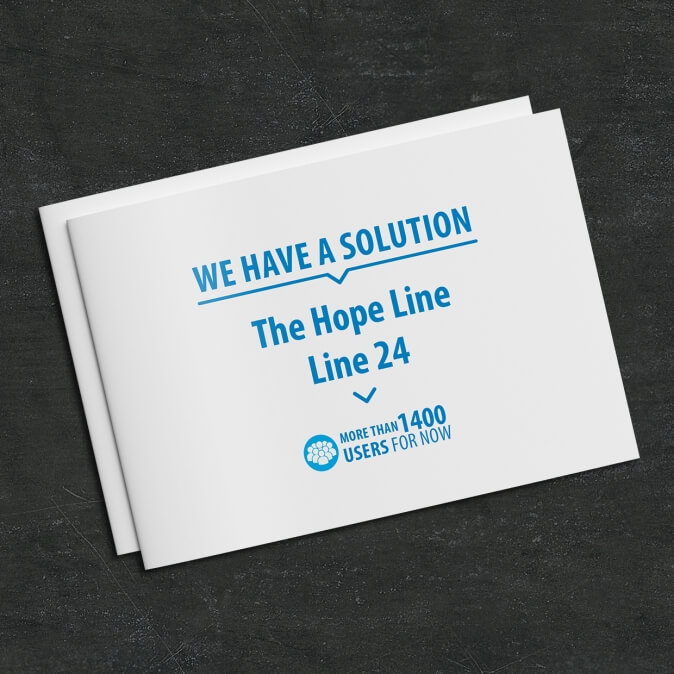 WE HAVE A SOLUTION
The Hope Line
Line 24
MORE THAN 1400
USERS FOR NOW